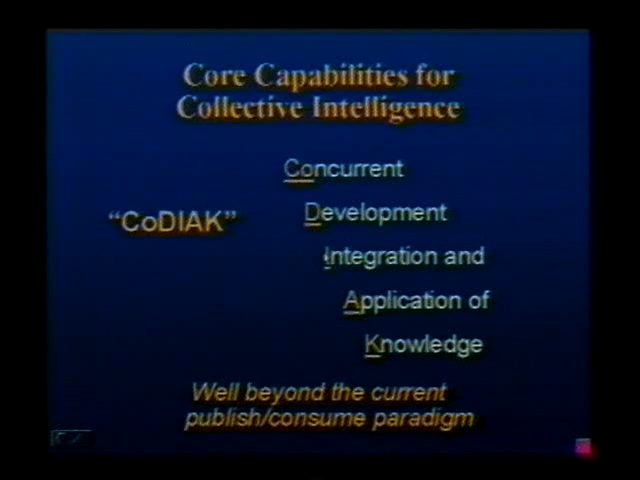 Core Capabilities for
Collective Intelligence
Concurrent
"CoDIAK"
Development
Integration and
Application of
Knowledge
Well beyond the current
publish/consume paradigm